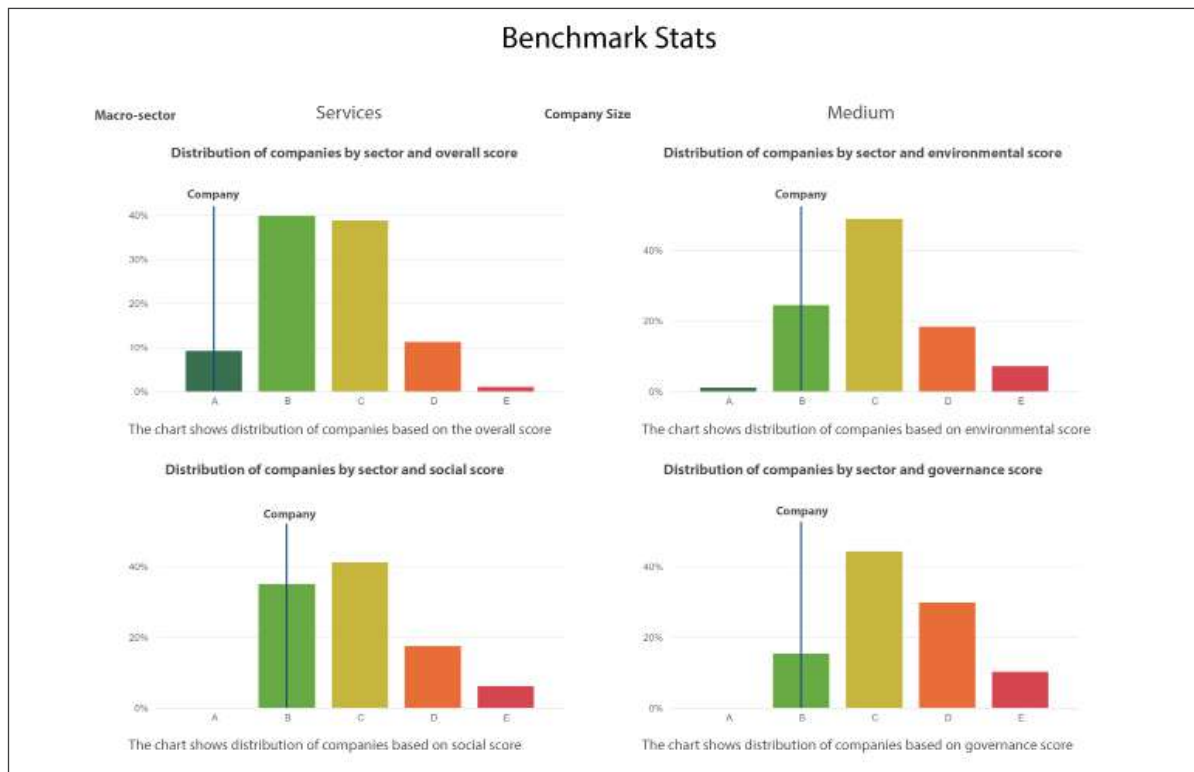 Benchmark Stats
Macro-sector Services Company Size Medium
Distribution of companies by sector and overall score
Company
40%
30%
20%
10%
0%
A B C D E
The chart shows distribution of companies based on the overall score
Distribution of companies by sector and environmental score
Company
40%
20%
0%
A B C D E
The chart shows distribution of companies based on environmental score
Distribution of companies by sector and social score
Company
40%
20%
0%
A B C D E
The chart shows distribution of companies based on social score
Distribution of companies by sector and governance score
Company
40%
20%
0%
A B C D E
The chart shows distribution of companies based on governance score